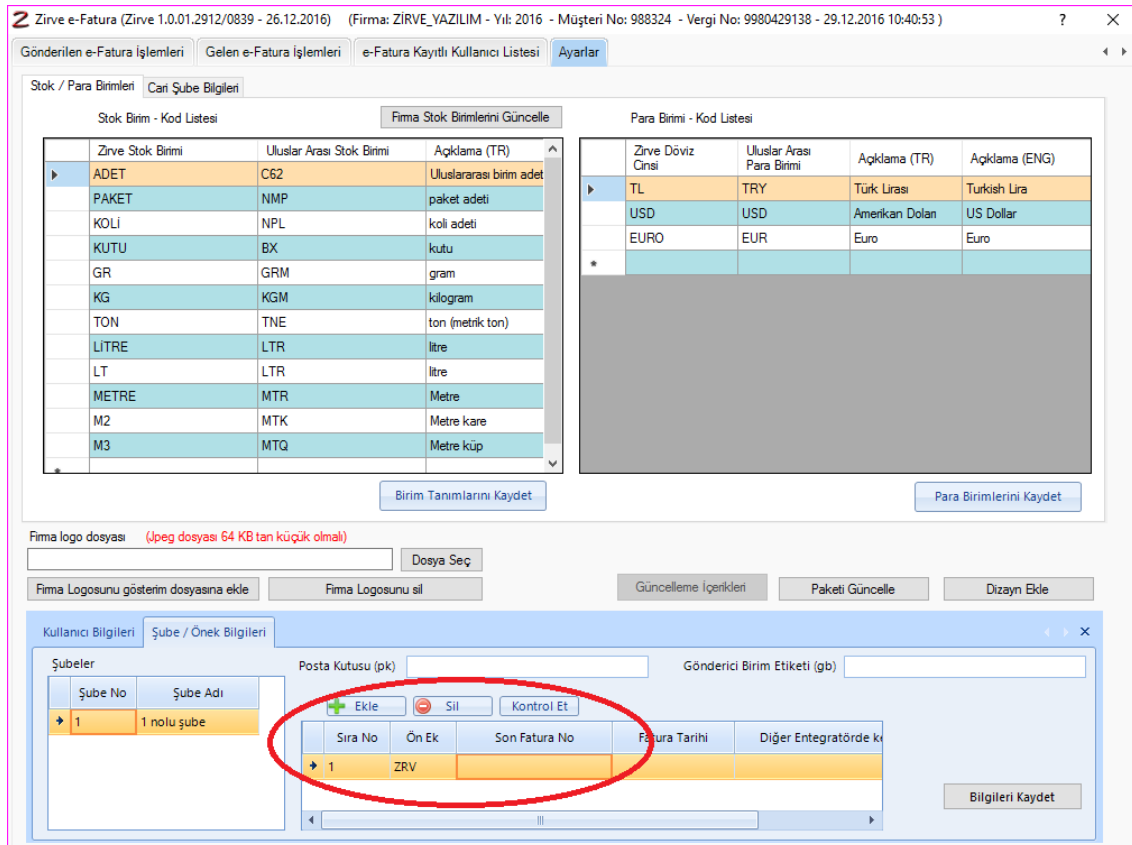 Zirve e-Fatura (Zirve 1.0.01.2912/0839 - 26.12.2016) (Firma: ZİRVE_YAZILIM - Yıl: 2016 - Müşteri No: 988324 - Vergi No: 9980429138 - 29.12.2016 10:40:53 ) ?
Gönderilen e-Fatura İşlemleri Gelen e-Fatura İşlemleri e-Fatura Kayıtlı Kullanıcı Listesi Ayarlar
Stok / Para Birimleri Cari Şube Bilgileri
Stok Birim - Kod Listesi Firma Stok Birimlerini Güncelle Para Birimi - Kod Listesi
Zirve Stok Birimi Uluslar Arası Stok Birimi Açıklama (TR)
ADET C62 Uluslararası birim adet
PAKET NMP paket adeti
KOLİ NPL koli adeti
KUTU BX kutu
GR GRM gram
KG KGM kilogram
TON TNE ton (metrik ton)
LİTRE LTR litre
LT LTR litre
METRE MTR Metre
M2 MTK Metre kare
M3 MTQ Metre küp
*
Birim Tanımlarını Kaydet
Zirve Döviz Cinsi Uluslar Arası Para Birimi Açıklama (TR) Açıklama (ENG)
TL TRY Türk Lirası Turkish Lira
USD USD Amerikan Doları US Dollar
EURO EUR Euro Euro
*
Para Birimlerini Kaydet
Firma logo dosyası (Jpeg dosyası 64 KB tan küçük olmalı)
Dosya Seç
Firma Logosunu gösterim dosyasına ekle Firma Logosunu sil Güncelleme İçerikleri Paketi Güncelle Dizayn Ekle
Kullanıcı Bilgileri Şube / Önek Bilgileri
Şubeler Posta Kutusu (pk) Gönderici Birim Etiketi (gb)
Şube No Şube Adı
1 1 nolu şube
Ekle Sil Kontrol Et
Sıra No Ön Ek Son Fatura No Fatura Tarihi Diğer Entegratörde ke
1 ZRV
Bilgileri Kaydet